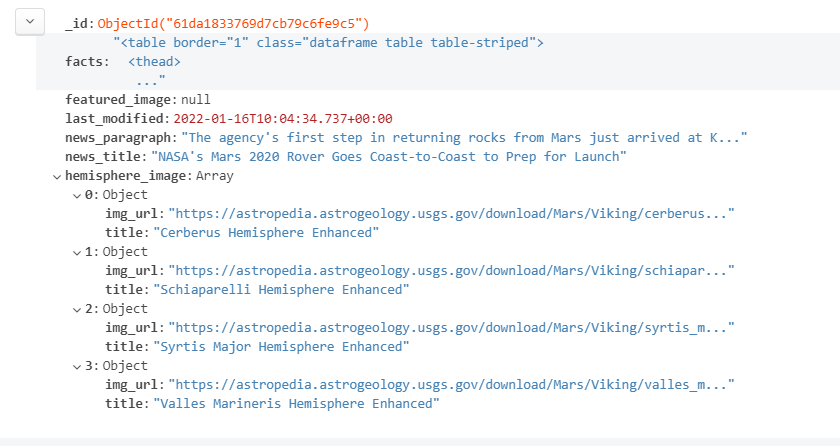 _id: ObjectId("61da1833769d7cb79c6fe9c5")
"<table border="1" class="dataframe table table-striped">
facts: <thead>
..."
featured_image: null
last_modified: 2022-01-16T10:04:34.737+00:00
news_paragraph: "The agency's first step in returning rocks from Mars just arrived at K..."
news_title: "NASA's Mars 2020 Rover Goes Coast-to-Coast to Prep for Launch"
hemisphere_image: Array
0: Object
img_url: "https://astropedia.astrogeology.usgs.gov/download/Mars/Viking/cerberus..."
title: "Cerberus Hemisphere Enhanced"
1: Object
img_url: "https://astropedia.astrogeology.usgs.gov/download/Mars/Viking/schiapar..."
title: "Schiaparelli Hemisphere Enhanced"
2: Object
img_url: "https://astropedia.astrogeology.usgs.gov/download/Mars/Viking/syrtis_m..."
title: "Syrtis Major Hemisphere Enhanced"
3: Object
img_url: "https://astropedia.astrogeology.usgs.gov/download/Mars/Viking/valles_m..."
title: "Valles Marineris Hemisphere Enhanced"